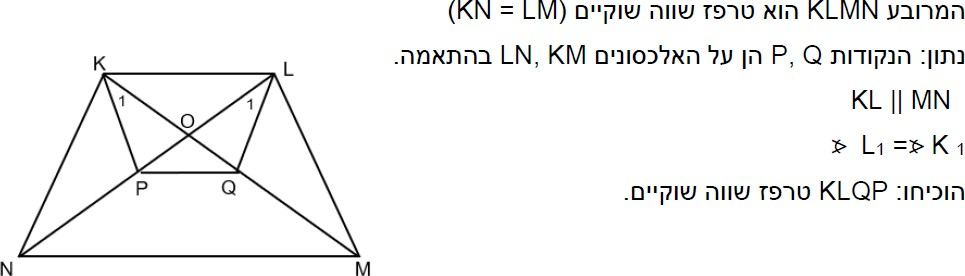 המרובע KLMN הוא טרפז שווה שוקיים (KN = LM)
נתון: הנקודות P, Q הן על האלכסונים LN, KM בהתאמה.
KL || MN
∢ L₁ =∢ K ₁
הוכיחו: KLQP טרפז שווה שוקיים.
K
L
1
1
O
P
Q
N
M